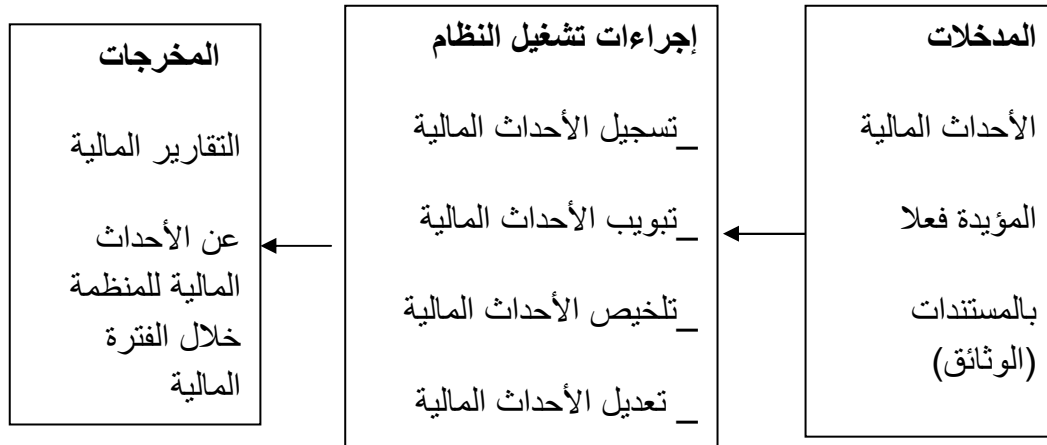 المدخلات
الأحداث المالية
المؤيدة فعلا
بالمستندات
(الوثائق)
إجراءات تشغيل النظام
_تسجيل الأحداث المالية
_تبويب الأحداث المالية
_تلخيص الأحداث المالية
_ تعديل الأحداث المالية
المخرجات
التقارير المالية
عن الأحداث
المالية للمنظمة
خلال الفترة
المالية